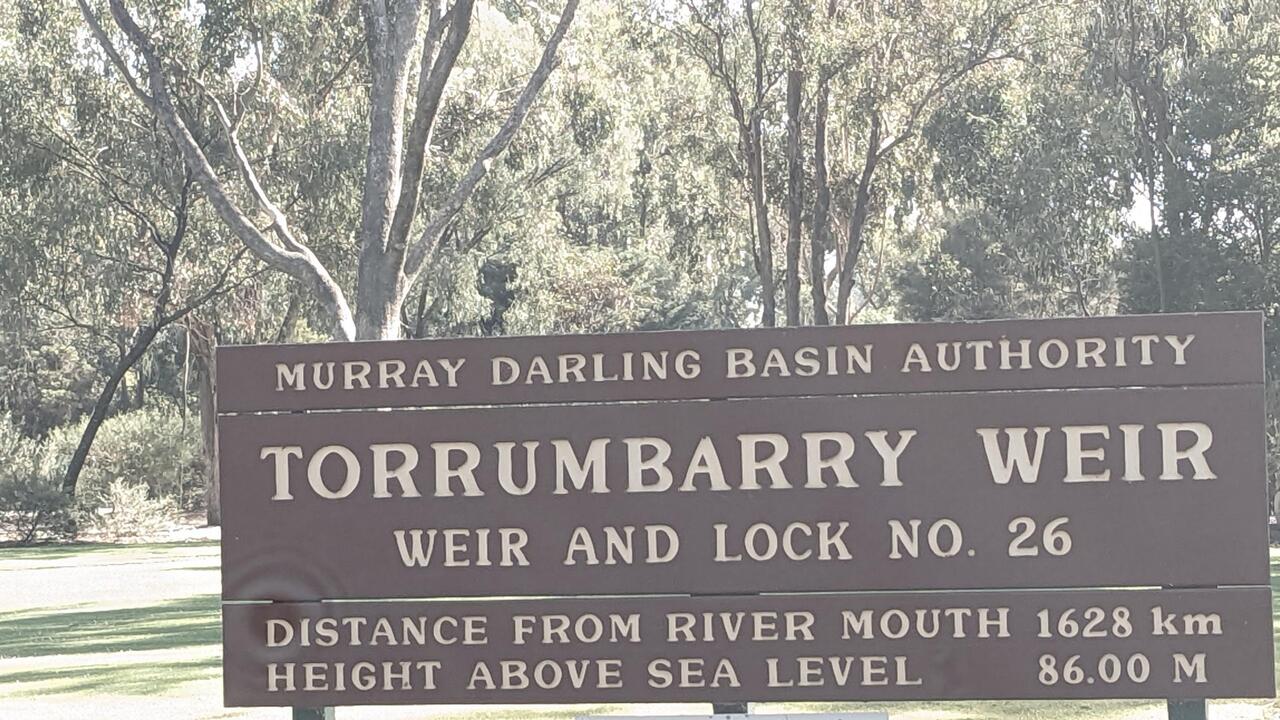 MURRAY DARLING BASIN AUTHORITY
TORRUMBARRY WEIR
WEIR AND LOCK NO. 26
DISTANCE FROM RIVER MOUTH 1628 km
HEIGHT ABOVE SEA LEVEL 86.00 M